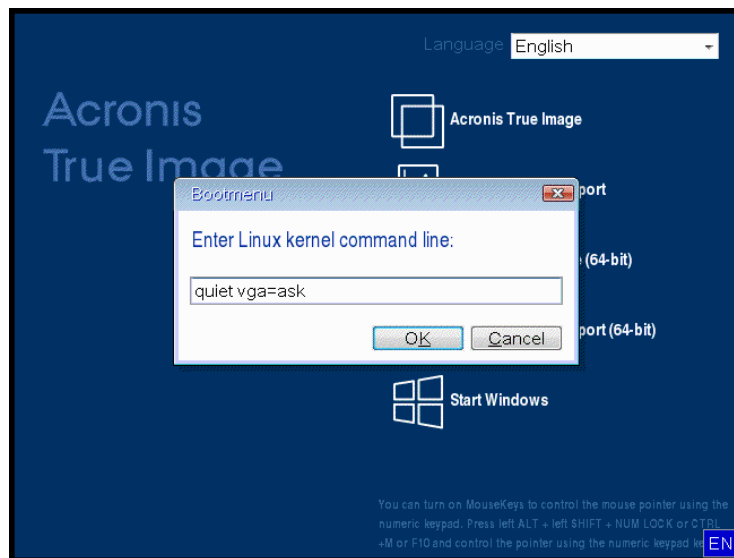 Language English
Acronis
True Image
Acronis True Image
port
Bootmenu
Enter Linux kernel command line:
(64-bit)
quiet vga=ask
OK Cancel
port (64-bit)
Start Windows
You can turn on MouseKeys to control the mouse pointer using the
numeric keypad. Press left ALT + left SHIFT + NUM LOCK or CTRL
+M or F10 and control the pointer using the numeric keypad
EN